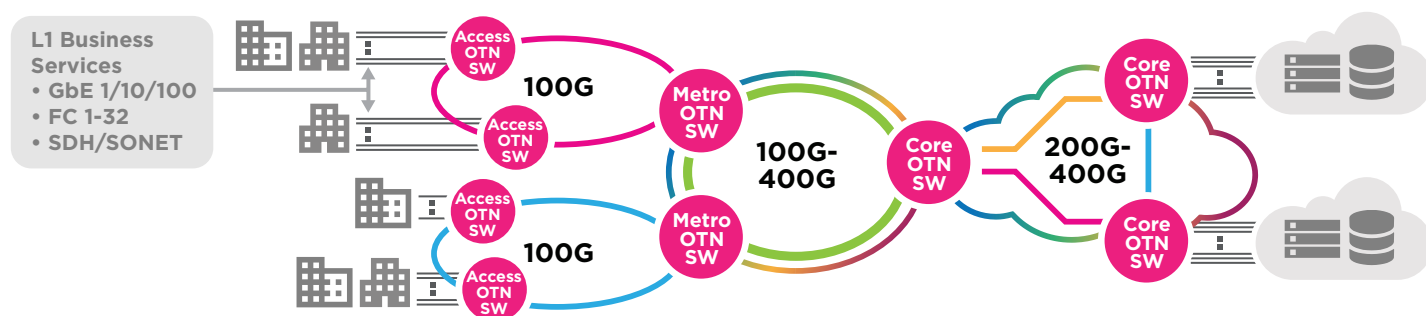 L1 Business
Services
• GbE 1/10/100
• FC 1-32
• SDH/SONET
Access
OTN
SW
100G
Access
OTN
SW
Access
OTN
SW
100G
Access
OTN
SW
Metro
OTN
SW
Metro
OTN
SW
100G-
400G
Core
OTN
SW
200G-
400G
Core
OTN
SW
Core
OTN
SW